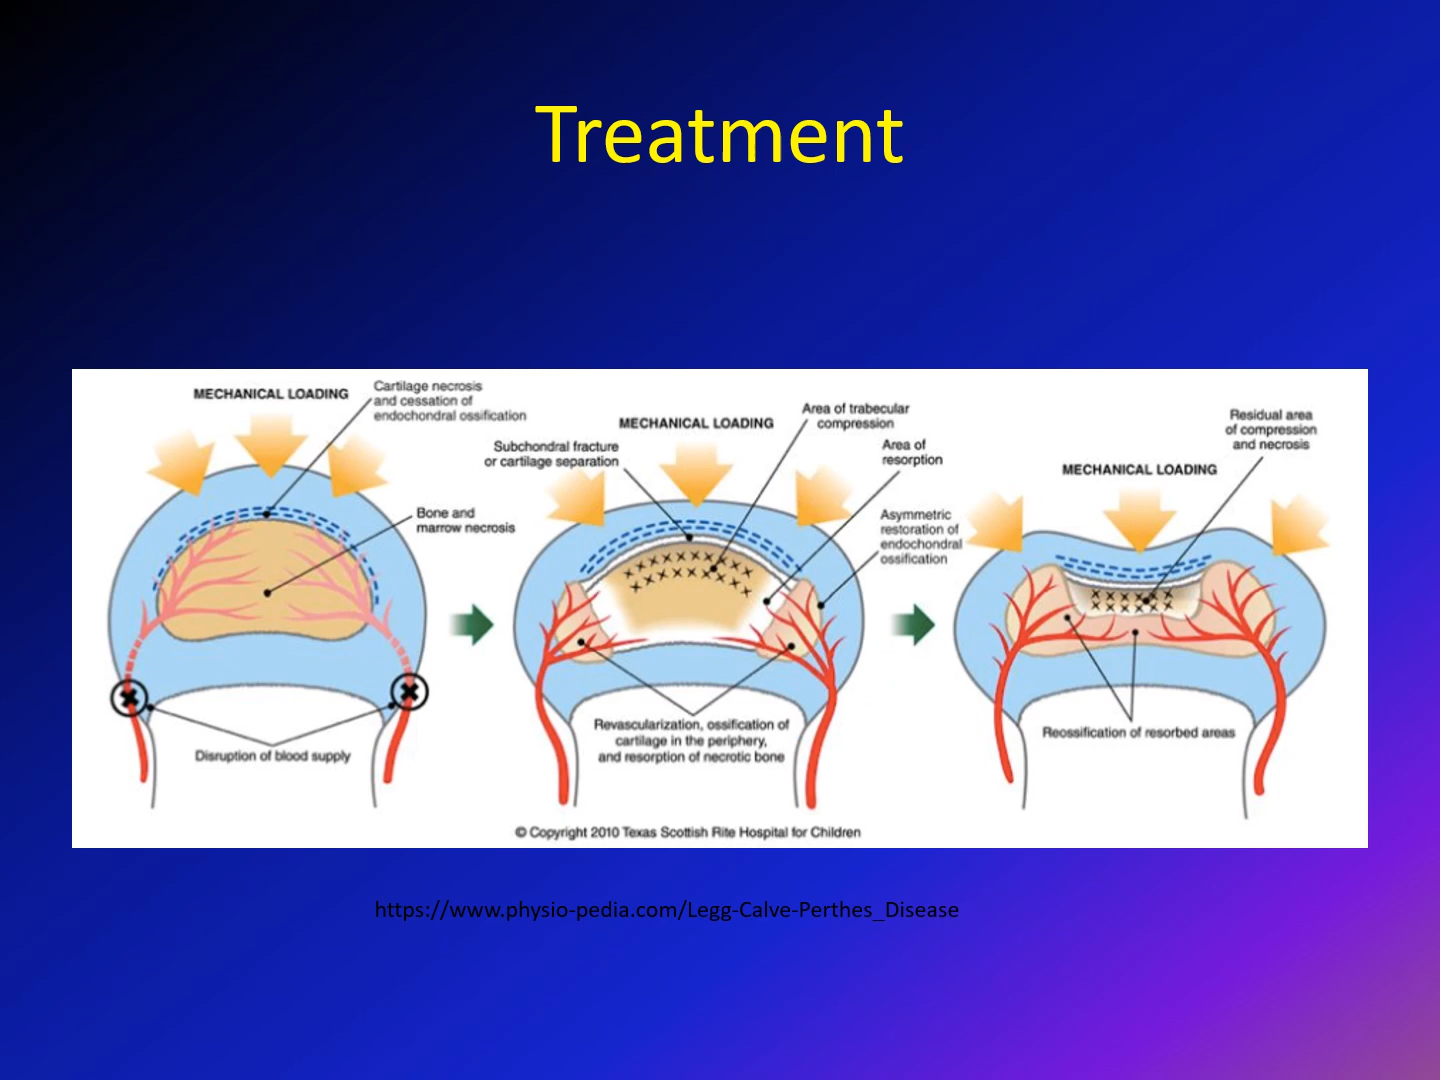 Treatment
MECHANICAL LOADING
Cartilage necrosis
and cessation of
endochondral ossification
Bone and
marrow necrosis
Disruption of blood supply
MECHANICAL LOADING
Subchondral fracture
or cartilage separation
Area of trabecular
compression
Area of
resorption
Asymmetric
restoration of
endochondral
ossification
Revascularization, ossification of
cartilage in the periphery,
and resorption of necrotic bone
MECHANICAL LOADING
Residual area
of compression
and necrosis
Reossification of resorbed areas
© Copyright 2010 Texas Scottish Rite Hospital for Children
https://www.physio-pedia.com/Legg-Calve-Perthes_Disease